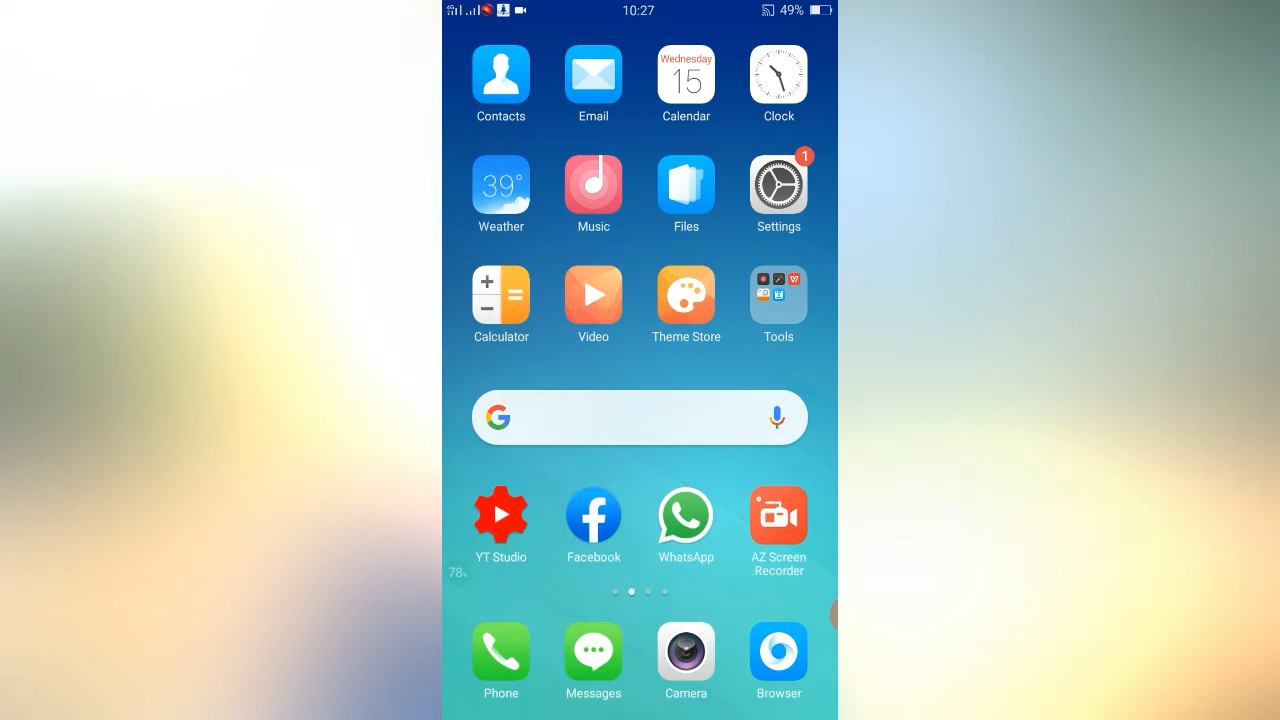 10:27
49%
Wednesday
15
Contacts
Email
Calendar
Clock
39°
1
Weather
Music
Files
Settings
Calculator
Video
Theme Store
Tools
G
YT Studio
Facebook
WhatsApp
AZ Screen
Recorder
Phone
Messages
Camera
Browser